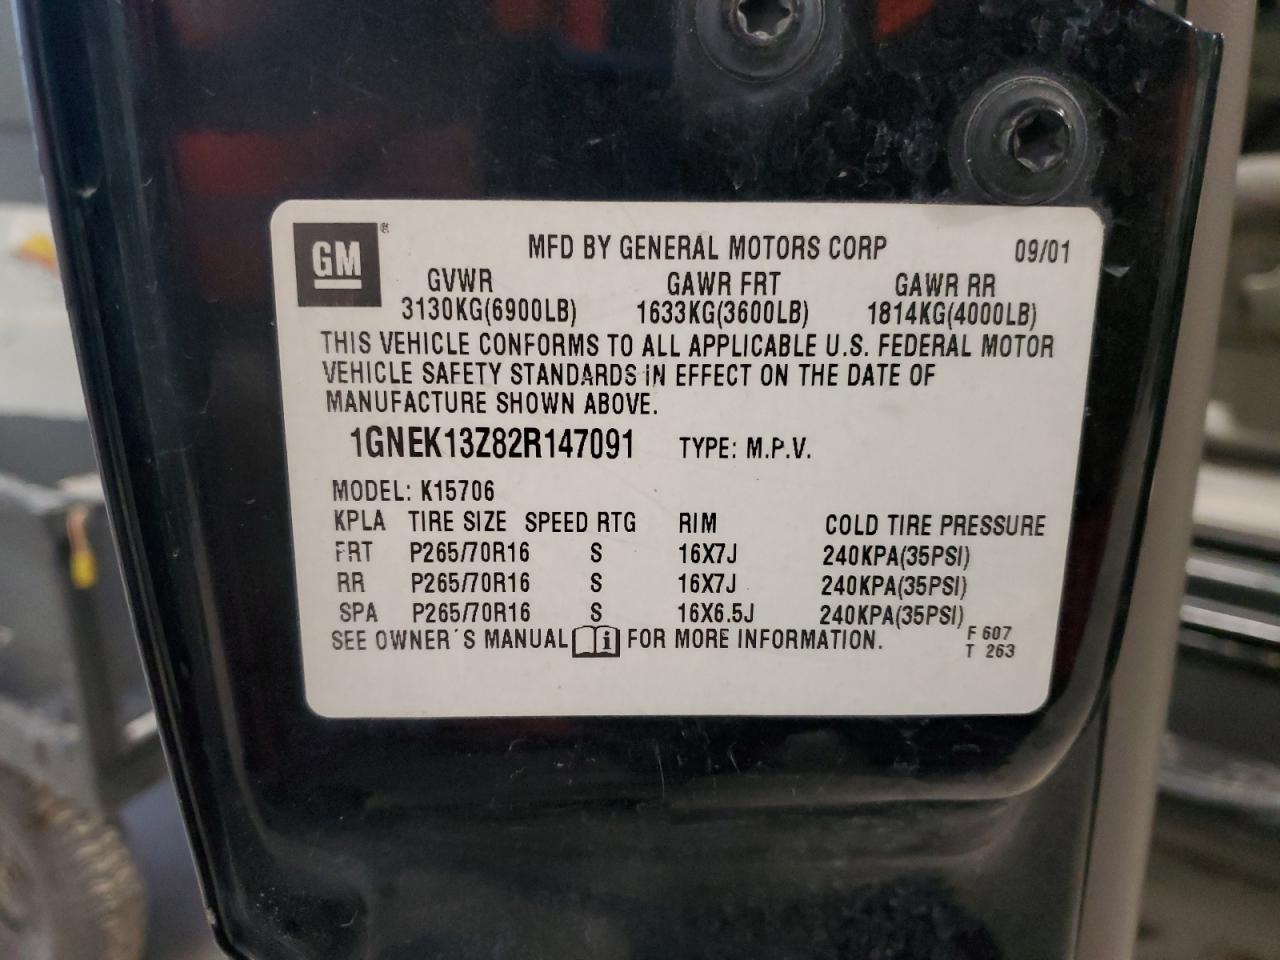 GM ®
MFD BY GENERAL MOTORS CORP 09/01
GVWR GAWR FRT GAWR RR
3130KG(6900LB) 1633KG(3600LB) 1814KG(4000LB)
THIS VEHICLE CONFORMS TO ALL APPLICABLE U.S. FEDERAL MOTOR
VEHICLE SAFETY STANDARDS IN EFFECT ON THE DATE OF
MANUFACTURE SHOWN ABOVE.
1GNEK13Z82R147091 TYPE: M.P.V.
MODEL: K15706
KPLA TIRE SIZE SPEED RTG RIM COLD TIRE PRESSURE
FRT P265/70R16 S 16X7J 240KPA(35PSI)
RR P265/70R16 S 16X7J 240KPA(35PSI)
SPA P265/70R16 S 16X6.5J 240KPA(35PSI)
SEE OWNER'S MANUAL i FOR MORE INFORMATION.
F 607
T 263